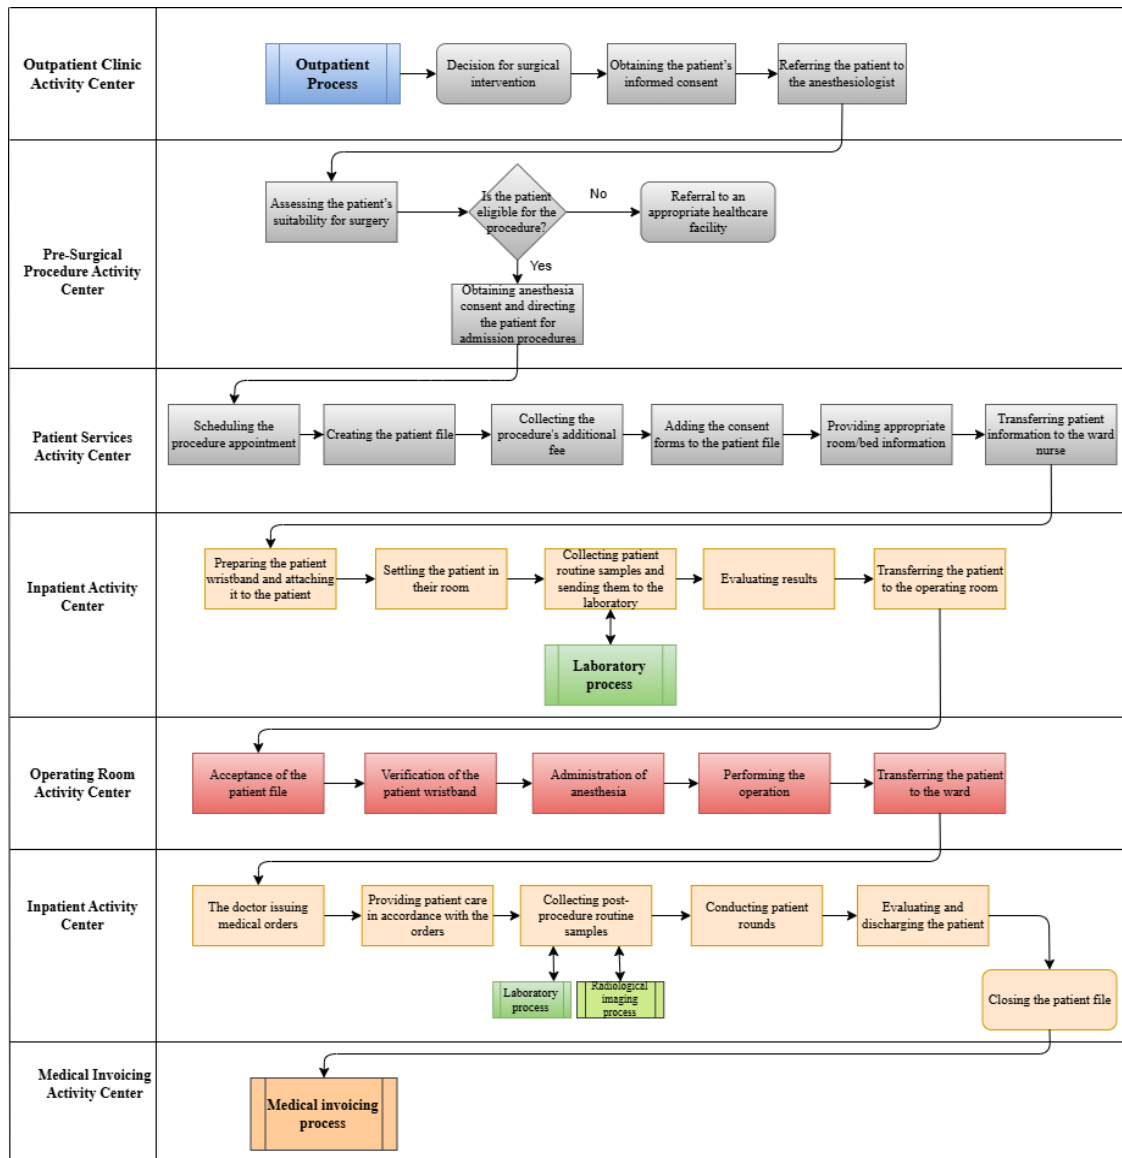 Outpatient Clinic
Activity Center
Outpatient
Process
Decision for surgical
intervention
Obtaining the patient's
informed consent
Referring the patient to
the anesthesiologist
Pre-Surgical
Procedure Activity
Center
Assessing the patient's
suitability for surgery
Is the patient
eligible for the
procedure?
No
Referral to an
appropriate healthcare
facility
Yes
Obtaining anesthesia
consent and directing
the patient for
admission procedures
Patient Services
Activity Center
Scheduling the
procedure appointment
Creating the patient file
Collecting the
procedure's additional
fee
Adding the consent
forms to the patient file
Providing appropriate
room/bed information
Transferring patient
information to the ward
nurse
Inpatient Activity
Center
Preparing the patient
wristband and attaching
it to the patient
Settling the patient in
their room
Collecting patient
routine samples and
sending them to the
laboratory
Evaluating results
Transferring the patient
to the operating room
Laboratory
process
Operating Room
Activity Center
Acceptance of the
patient file
Verification of the
patient wristband
Administration of
anesthesia
Performing the
operation
Transferring the patient
to the ward
Inpatient Activity
Center
The doctor issuing
medical orders
Providing patient care
in accordance with the
orders
Collecting post-
procedure routine
samples
Conducting patient
rounds
Evaluating and
discharging the patient
Laboratory
process
Radiological
imaging
process
Closing the patient file
Medical Invoicing
Activity Center
Medical invoicing
process